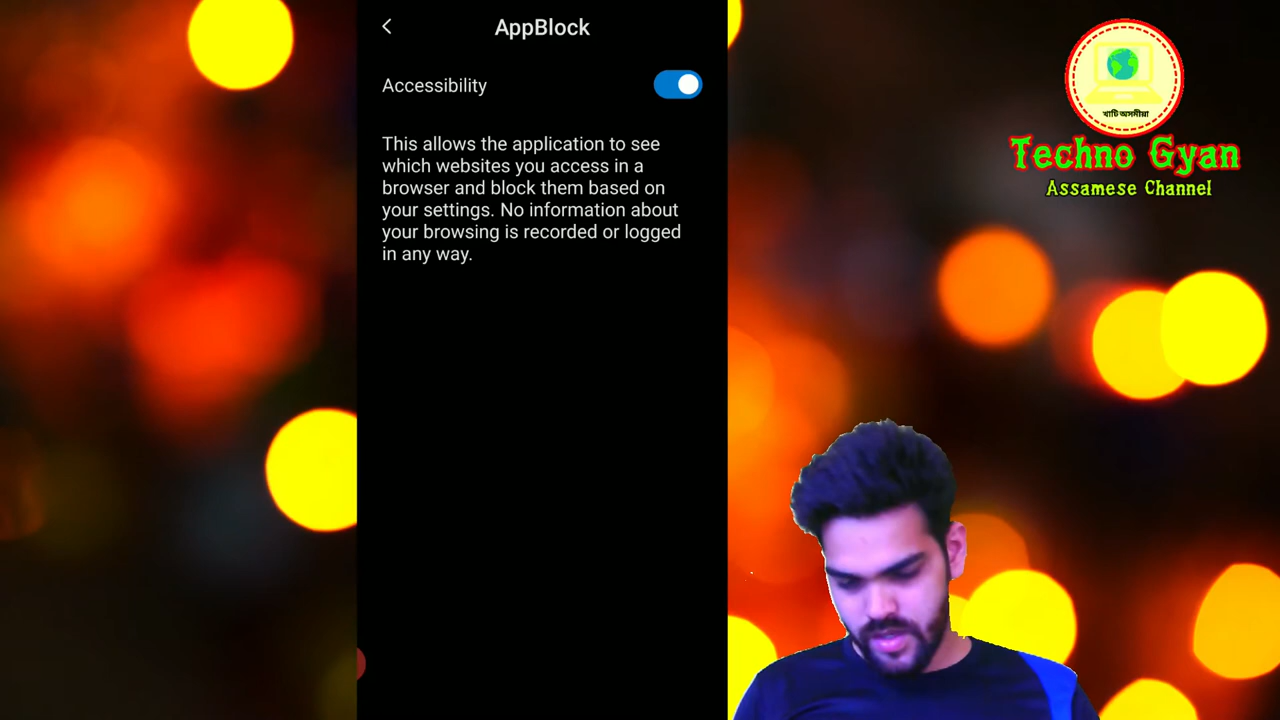 AppBlock
Accessibility
This allows the application to see
which websites you access in a
browser and block them based on
your settings. No information about
your browsing is recorded or logged
in any way.
খাটি অসমীয়া
Techno Gyan
Assamese Channel